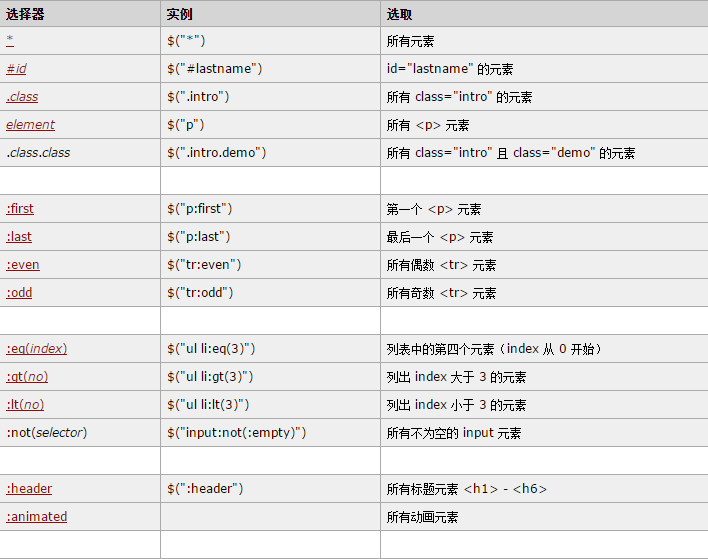 选择器 实例 选取
* $("*") 所有元素
#id $("#lastname") id="lastname" 的元素
.class $(".intro") 所有 class="intro" 的元素
element $("p") 所有 <p> 元素
.class.class $(".intro.demo") 所有 class="intro" 且 class="demo" 的元素
:first $("p:first") 第一个 <p> 元素
:last $("p:last") 最后一个 <p> 元素
:even $("tr:even") 所有偶数 <tr> 元素
:odd $("tr:odd") 所有奇数 <tr> 元素
:eq(index) $("ul li:eq(3)") 列表中的第四个元素（index 从 0 开始）
:gt(no) $("ul li:gt(3)") 列出 index 大于 3 的元素
:lt(no) $("ul li:lt(3)") 列出 index 小于 3 的元素
:not(selector) $("input:not(:empty)") 所有不为空的 input 元素
:header $(":header") 所有标题元素 <h1> - <h6>
:animated 所有动画元素